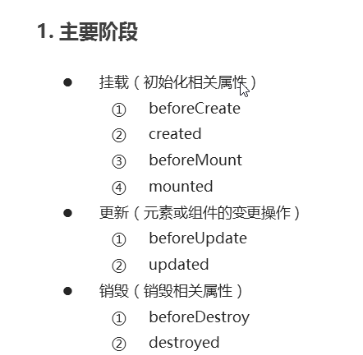 1. 主要阶段
● 挂载（初始化相关属性）
① beforeCreate
② created
③ beforeMount
④ mounted
● 更新（元素或组件的变更操作）
① beforeUpdate
② updated
● 销毁（销毁相关属性）
① beforeDestroy
② destroyed